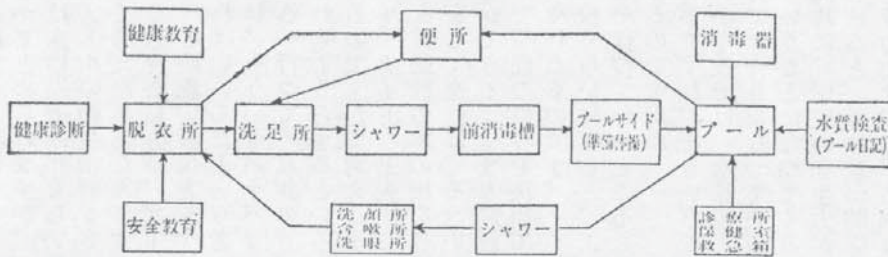 健康教育
便所
消毒器
健康診断
脱衣所
洗足所
シャワー
前消毒槽
プールサイド
(準備体操)
プール
水質検査
(プール日記)
安全教育
洗顔所
含嗽所
洗眼所
シャワー
診療所
保健室
救急箱